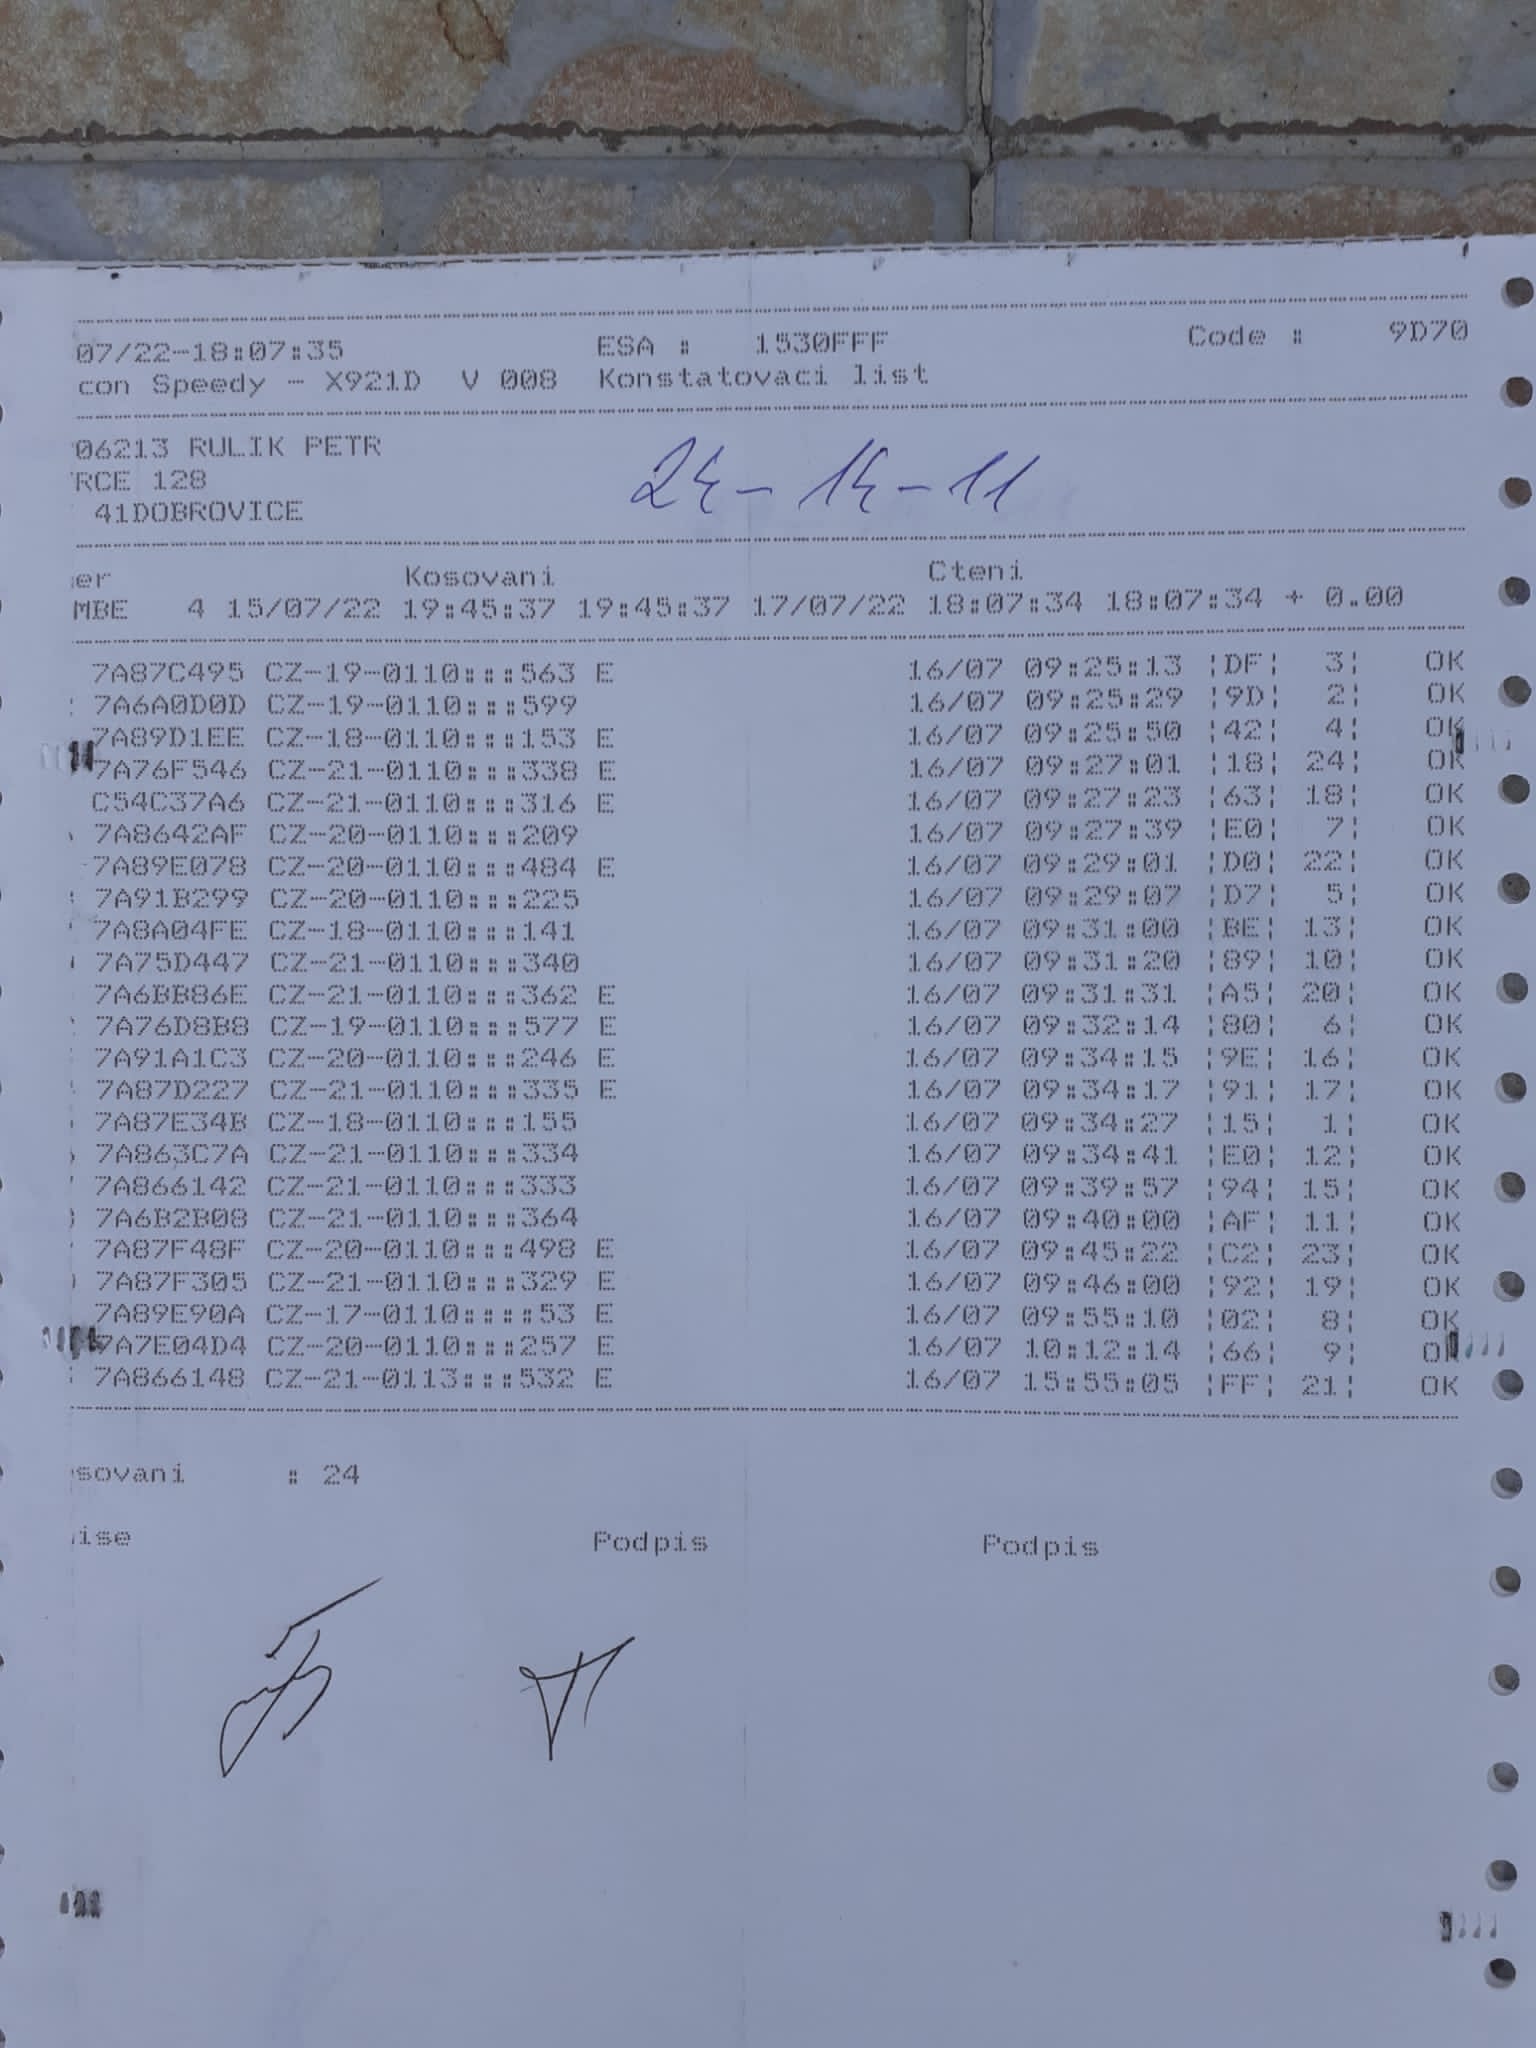 07/22-18:07:35 ESA : 1530FFF Code : 9D70
con Speedy - X921D V 008 Konstatovaci list
06213 RULIK PETR
RCE 128
24-14-11
41DOBROVICE
er Kosovani Cteni
MBE 4 15/07/22 19:45:37 19:45:37 17/07/22 18:07:34 18:07:34 + 0.00
7A87C495 CZ-19-0110:::563 E 16/07 09:25:13 |DF| 3| OK
7A6A0D0D CZ-19-0110:::599 16/07 09:25:29 |9D| 2| OK
7A89D1EE CZ-18-0110:::153 E 16/07 09:25:50 |42| 4| OK
7A76F546 CZ-21-0110:::338 E 16/07 09:27:01 |18| 24| OK
C54C37A6 CZ-21-0110:::316 E 16/07 09:27:23 |63| 18| OK
7A8642AF CZ-20-0110:::209 16/07 09:27:39 |E0| 7| OK
7A89E078 CZ-20-0110:::484 E 16/07 09:29:01 |D0| 22| OK
7A91B299 CZ-20-0110:::225 16/07 09:29:07 |D7| 5| OK
7A8A04FE CZ-18-0110:::141 16/07 09:31:00 |BE| 13| OK
7A75D447 CZ-21-0110:::340 16/07 09:31:20 |89| 10| OK
7A6BB86E CZ-21-0110:::362 E 16/07 09:31:31 |A5| 20| OK
7A76D8B8 CZ-19-0110:::577 E 16/07 09:32:14 |80| 6| OK
7A91A1C3 CZ-20-0110:::246 E 16/07 09:34:15 |9E| 16| OK
7A87D227 CZ-21-0110:::335 E 16/07 09:34:17 |91| 17| OK
7A87E34B CZ-18-0110:::155 16/07 09:34:27 |15| 1| OK
7A863C7A CZ-21-0110:::334 16/07 09:34:41 |E0| 12| OK
7A866142 CZ-21-0110:::333 16/07 09:39:57 |94| 15| OK
7A6B2B08 CZ-21-0110:::364 16/07 09:40:00 |AF| 11| OK
7A87F48F CZ-20-0110:::498 E 16/07 09:45:22 |C2| 23| OK
7A87F305 CZ-21-0110:::329 E 16/07 09:46:00 |92| 19| OK
7A89E90A CZ-17-0110::::53 E 16/07 09:55:10 |02| 8| OK
7A7E04D4 CZ-20-0110:::257 E 16/07 10:12:14 |66| 9| OK
7A866148 CZ-21-0113:::532 E 16/07 15:55:05 |FF| 21| OK
sovani : 24
ise Podpis Podpis